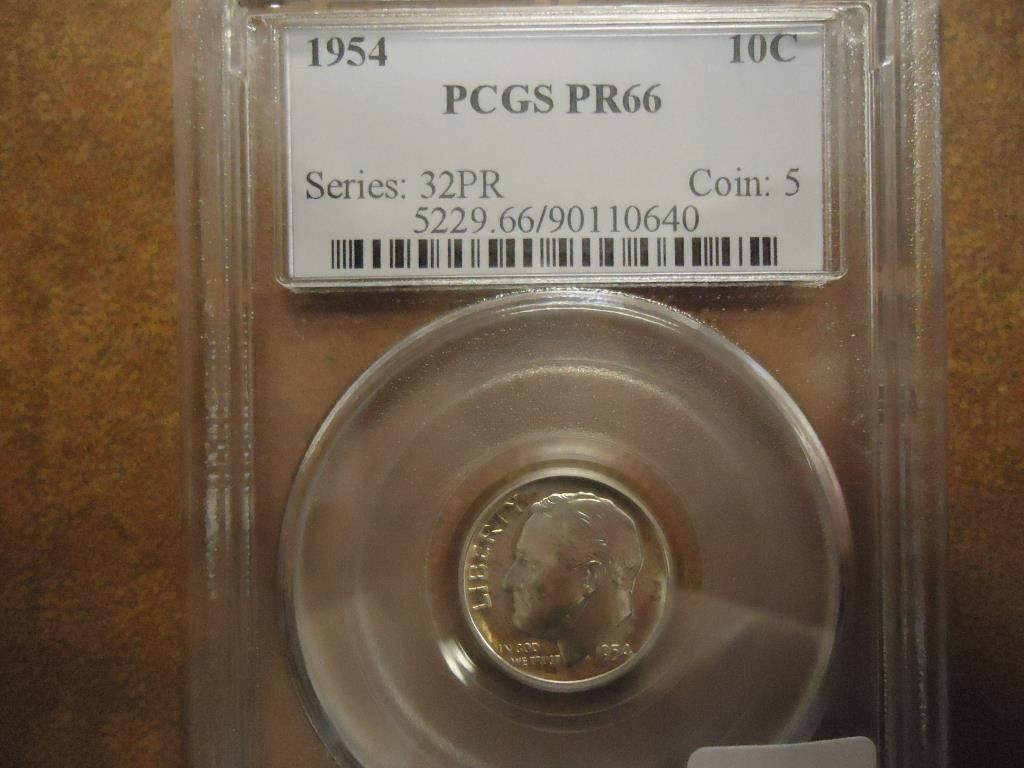 1954 10C
PCGS PR66
Series: 32PR Coin: 5
5229.66/90110640
LIBERTY
IN GOD
WE TRUST
1954